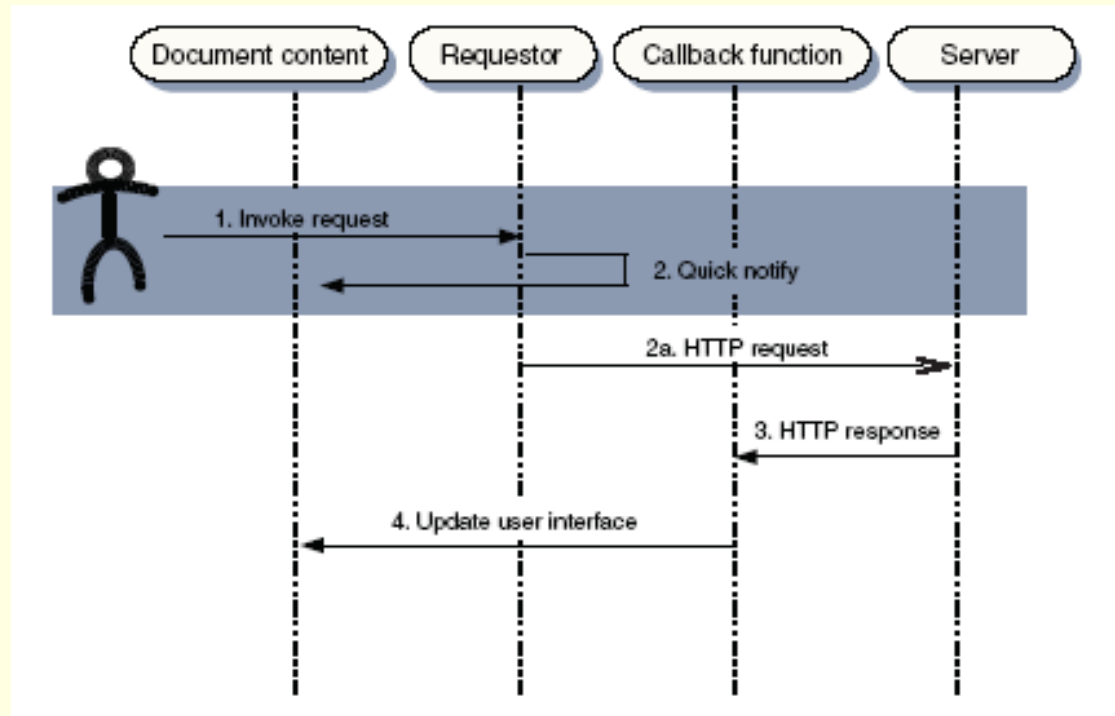 Document content
Requestor
Callback function
Server
1. Invoke request
2. Quick notify
2a. HTTP request
3. HTTP response
4. Update user interface